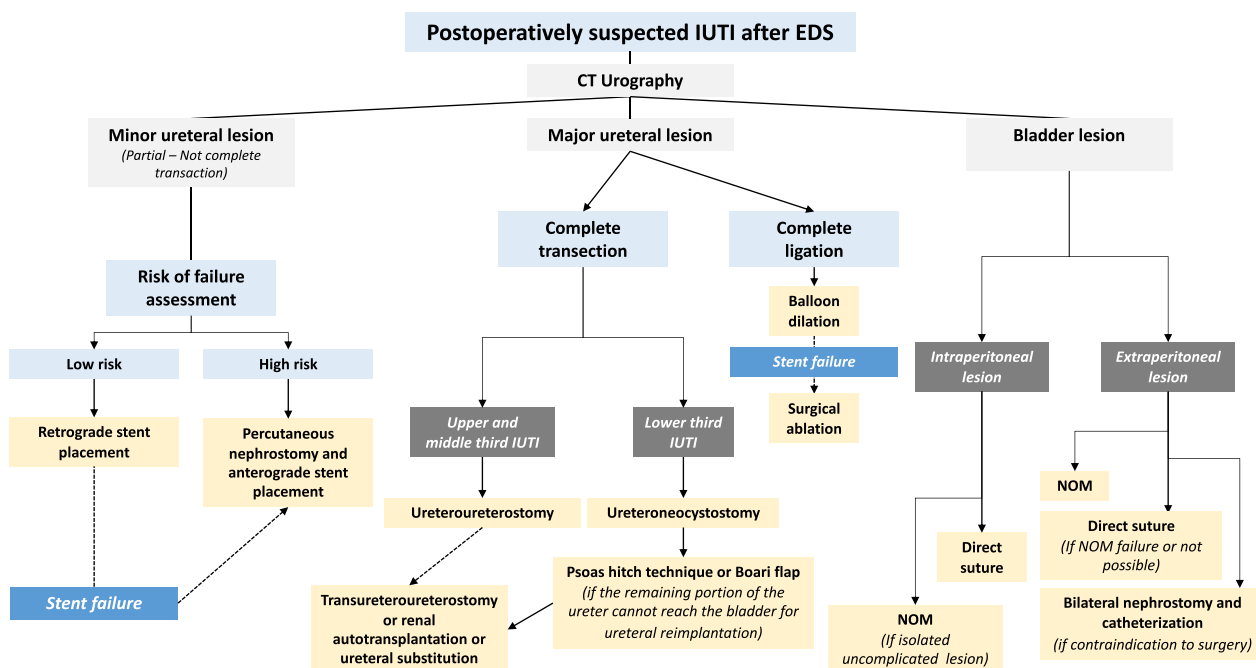 Postoperatively suspected IUTI after EDS
CT Urography
Minor ureteral lesion
(Partial – Not complete
transaction)
Major ureteral lesion
Bladder lesion
Complete
transection
Complete
ligation
Risk of failure
assessment
Balloon
dilation
Low risk
High risk
Stent failure
Intraperitoneal
lesion
Extraperitoneal
lesion
Surgical
ablation
Retrograde stent
placement
Percutaneous
nephrostomy and
anterograde stent
placement
Upper and
middle third IUTI
Lower third
IUTI
NOM
Ureteroureterostomy
Ureteroneocystostomy
Direct
suture
Direct suture
(If NOM failure or not
possible)
Stent failure
Transureteroureterostomy
or renal
autotransplantation or
ureteral substitution
Psoas hitch technique or Boari flap
(if the remaining portion of the
ureter cannot reach the bladder for
ureteral reimplantation)
NOM
(If isolated
uncomplicated lesion)
Bilateral nephrostomy and
catheterization
(if contraindication to surgery)